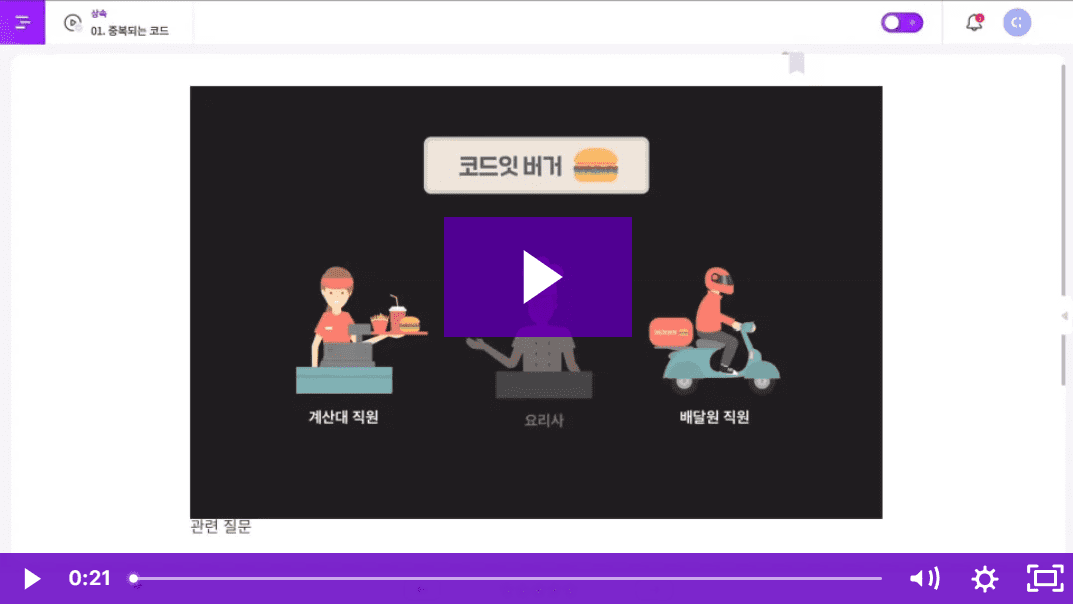 상속
01. 중복되는 코드
코드잇 버거
계산대 직원
요리사
배달원 직원
관련 질문
0:21